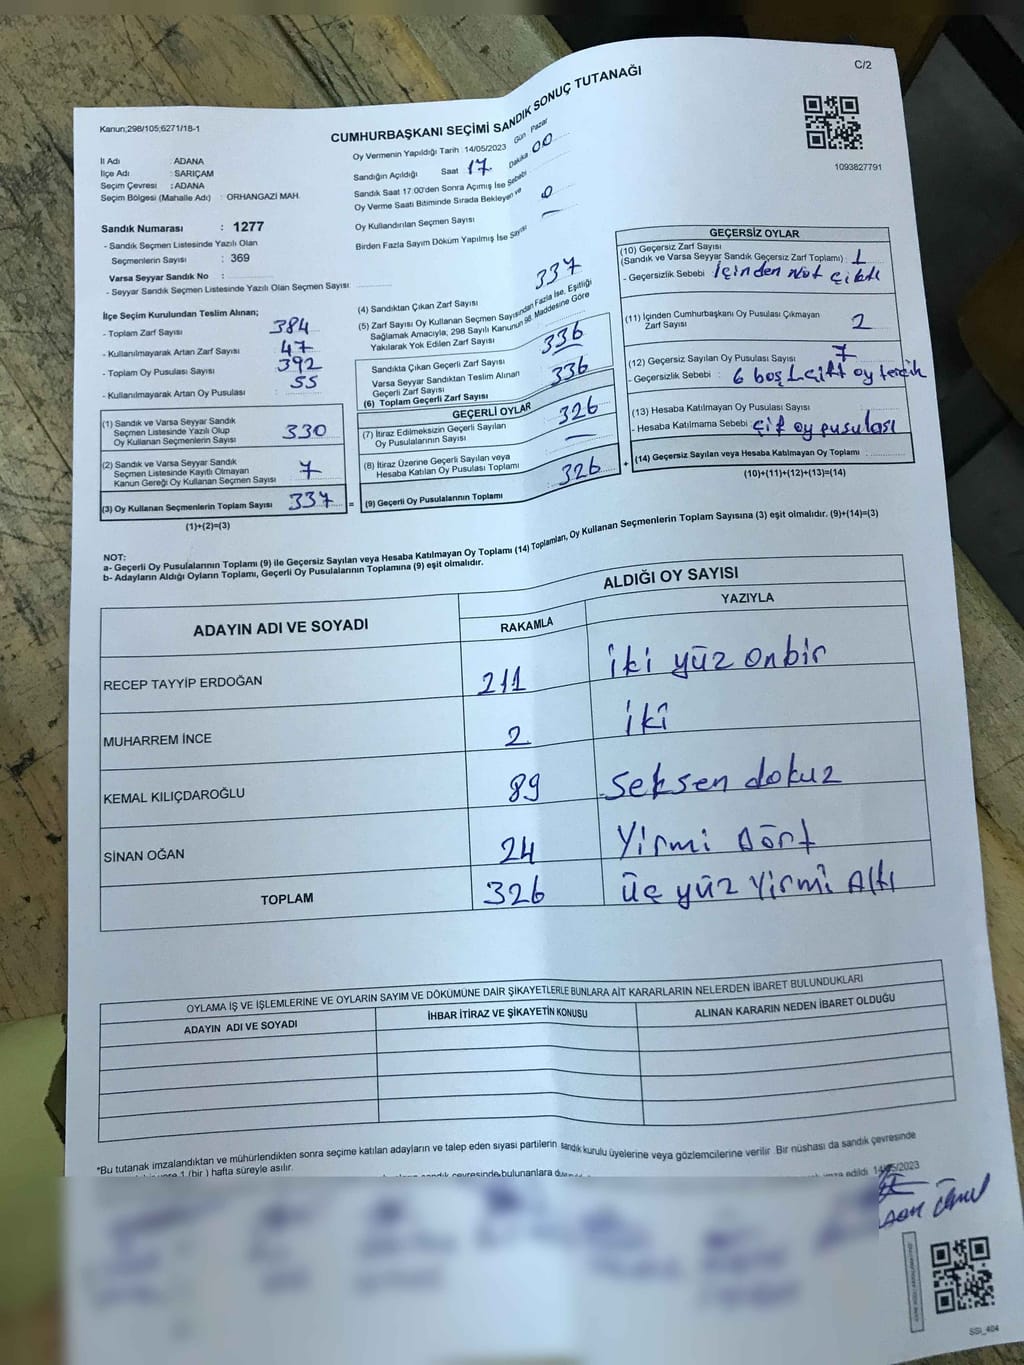 C/2
Kanun;298/105;6271/18-1
CUMHURBAŞKANI SEÇİMİ SANDIK SONUÇ TUTANAĞI
1093827791
İl Adı : ADANA
İlçe Adı : SARIÇAM
Seçim Çevresi : ADANA
Seçim Bölgesi (Mahalle Adı) : ORHANGAZİ MAH.
Sandık Numarası : 1277
- Sandık Seçmen Listesinde Yazılı Olan
Seçmenlerin Sayısı : 369
Varsa Seyyar Sandık No :
- Seyyar Sandık Seçmen Listesinde Yazılı Olan Seçmen Sayısı
Oy Vermenin Yapıldığı Tarih : 14/05/2023 Gün : Pazar
Sandığın Açıldığı Saat 17 Dakika 00
Sandık Saat 17:00'den Sonra Açımış İse Sebebi
Oy Verme Saati Bitiminde Sırada Bekleyen ve
Oy Kullandırılan Seçmen Sayısı 0
Birden Fazla Sayım Döküm Yapılmış İse Sayısı —
İlçe Seçim Kurulundan Teslim Alınan;
- Toplam Zarf Sayısı 384
- Kullanılmayarak Artan Zarf Sayısı 47
- Toplam Oy Pusulası Sayısı 392
- Kullanılmayarak Artan Oy Pusulası 55
(1) Sandık ve Varsa Seyyar Sandık
Seçmen Listesinde Yazılı Olup
Oy Kullanan Seçmenlerin Sayısı 330
(2) Sandık ve Varsa Seyyar Sandık
Seçmen Listesinde Kayıtlı Olmayan
Kanun Gereği Oy Kullanan Seçmen Sayısı 7
(3) Oy Kullanan Seçmenlerin Toplam Sayısı 337 =
(1)+(2)=(3)
(4) Sandıktan Çıkan Zarf Sayısı 337
(5) Zarf Sayısı Oy Kullanan Seçmen Sayısından Fazla İse, Eşitliği
Sağlamak Amacıyla, 298 Sayılı Kanunun 98. Maddesine Göre
Yakılarak Yok Edilen Zarf Sayısı —
Sandıkta Çıkan Geçerli Zarf Sayısı 336
Varsa Seyyar Sandıktan Teslim Alınan
Geçerli Zarf Sayısı
(6) Toplam Geçerli Zarf Sayısı 336
GEÇERLİ OYLAR
(7) İtiraz Edilmeksizin Geçerli Sayılan
Oy Pusulalarının Sayısı 326
(8) İtiraz Üzerine Geçerli Sayılan veya
Hesaba Katılan Oy Pusulası Toplamı —
(9) Geçerli Oy Pusulalarının Toplamı 326 +
GEÇERSİZ OYLAR
(10) Geçersiz Zarf Sayısı
(Sandık ve Varsa Seyyar Sandık Geçersiz Zarf Toplamı) : 1
- Geçersizlik Sebebi içinden not çıktı
(11) İçinden Cumhurbaşkanı Oy Pusulası Çıkmayan
Zarf Sayısı 2
(12) Geçersiz Sayılan Oy Pusulası Sayısı 7
- Geçersizlik Sebebi : 6 boş 1 çift oy tercih
(13) Hesaba Katılmayan Oy Pusulası Sayısı
- Hesaba Katılmama Sebebi çif oy pusulası
(14) Geçersiz Sayılan veya Hesaba Katılmayan Oy Toplamı
(10)+(11)+(12)+(13)=(14)
NOT:
a- Geçerli Oy Pusulalarının Toplamı (9) ile Geçersiz Sayılan veya Hesaba Katılmayan Oy Toplamı (14) Toplamları, Oy Kullanan Seçmenlerin Toplam Sayısına (3) eşit olmalıdır. (9)+(14)=(3)
b- Adayların Aldığı Oyların Toplamı, Geçerli Oy Pusulalarının Toplamına (9) eşit olmalıdır.
ADAYIN ADI VE SOYADI ALDIĞI OY SAYISI
RAKAMLA YAZIYLA
RECEP TAYYİP ERDOĞAN 211 iki yüz onbir
MUHARREM İNCE 2 iki
KEMAL KILIÇDAROĞLU 89 seksen dokuz
SİNAN OĞAN 24 Yirmi Dört
TOPLAM 326 üç yüz Yirmi Altı
OYLAMA İŞ VE İŞLEMLERİNE VE OYLARIN SAYIM VE DÖKÜMÜNE DAİR ŞİKAYETLERLE BUNLARA AİT KARARLARIN NELERDEN İBARET BULUNDUKLARI
ADAYIN ADI VE SOYADI İHBAR İTİRAZ VE ŞİKAYETİN KONUSU ALINAN KARARIN NEDEN İBARET OLDUĞU
*Bu tutanak imzalandıktan ve mühürlendikten sonra seçime katılan adayların ve talep eden siyasi partilerin sandık kurulu üyelerine veya gözlemcilerine verilir. Bir nüshası da sandık çevresinde
1 (bir) hafta süreyle asılır.
sandık çevresinde bulunanlara
edildi 14/05/2023
SSI_404